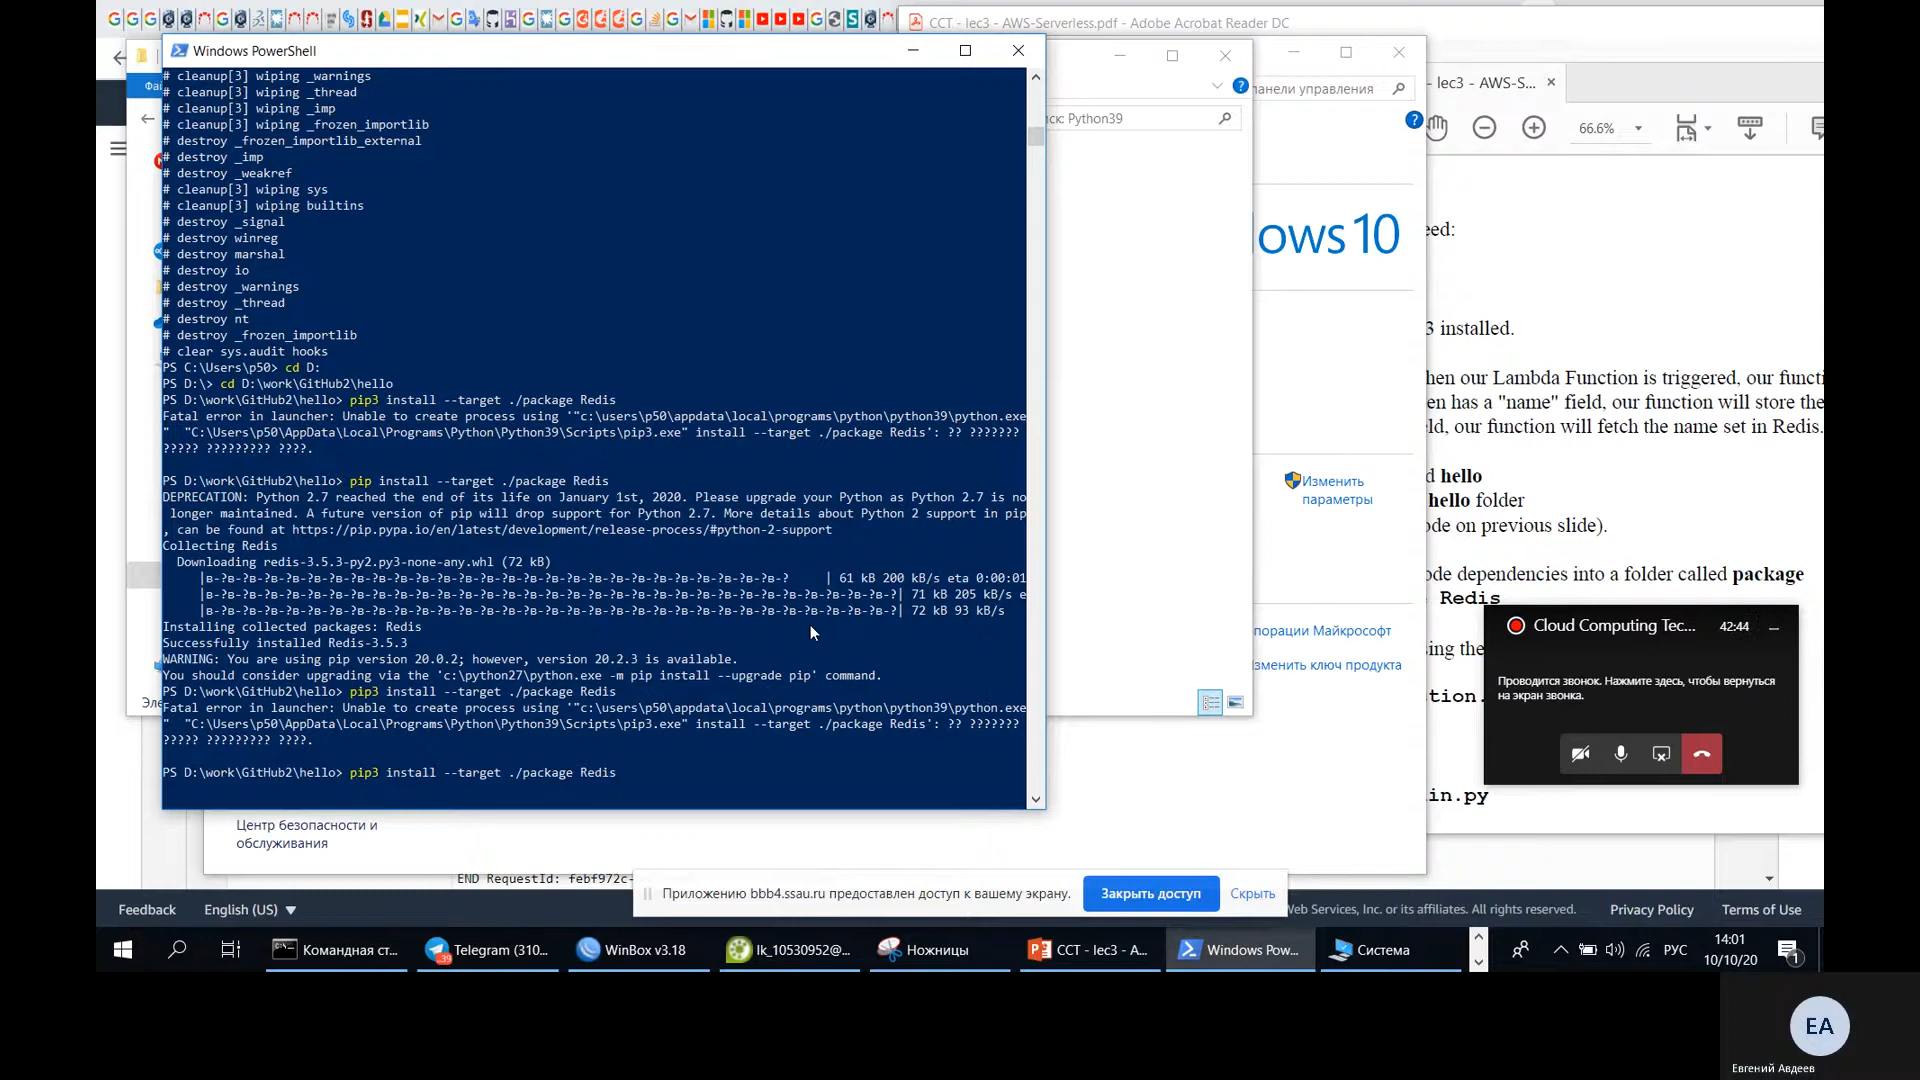 CCT - lec3 - AWS-Serverless.pdf - Adobe Acrobat Reader DC
Windows PowerShell
# cleanup[3] wiping _warnings
# cleanup[3] wiping _thread
# cleanup[3] wiping _imp
# cleanup[3] wiping _frozen_importlib
# destroy _frozen_importlib_external
# destroy _imp
# destroy _weakref
# cleanup[3] wiping sys
# cleanup[3] wiping builtins
# destroy _signal
# destroy winreg
# destroy marshal
# destroy io
# destroy _warnings
# destroy _thread
# destroy nt
# destroy _frozen_importlib
# clear sys.audit hooks
PS C:\Users\p50> cd D:
PS D:\> cd D:\work\GitHub2\hello
PS D:\work\GitHub2\hello> pip3 install --target ./package Redis
Fatal error in launcher: Unable to create process using '"c:\users\p50\appdata\local\programs\python\python39\python.exe
"  "C:\Users\p50\AppData\Local\Programs\Python\Python39\Scripts\pip3.exe" install --target ./package Redis': ?? ???????
????? ????????? ????.
PS D:\work\GitHub2\hello> pip install --target ./package Redis
DEPRECATION: Python 2.7 reached the end of its life on January 1st, 2020. Please upgrade your Python as Python 2.7 is no
longer maintained. A future version of pip will drop support for Python 2.7. More details about Python 2 support in pip
, can be found at https://pip.pypa.io/en/latest/development/release-process/#python-2-support
Collecting Redis
Downloading redis-3.5.3-py2.py3-none-any.whl (72 kB)
| 61 kB 200 kB/s eta 0:00:01
| 71 kB 205 kB/s e
| 72 kB 93 kB/s
Installing collected packages: Redis
Successfully installed Redis-3.5.3
WARNING: You are using pip version 20.0.2; however, version 20.2.3 is available.
You should consider upgrading via the 'c:\python27\python.exe -m pip install --upgrade pip' command.
PS D:\work\GitHub2\hello> pip3 install --target ./package Redis
Fatal error in launcher: Unable to create process using '"c:\users\p50\appdata\local\programs\python\python39\python.exe
"  "C:\Users\p50\AppData\Local\Programs\Python\Python39\Scripts\pip3.exe" install --target ./package Redis': ?? ???????
????? ????????? ????.
PS D:\work\GitHub2\hello> pip3 install --target ./package Redis
Фай
Эле
иск: Python39
панели управления
ows 10
Изменить
параметры
порации Майкрософт
зменить ключ продукта
Центр безопасности и
обслуживания
- lec3 - AWS-S...
66.6%
eed:
3 installed.
hen our Lambda Function is triggered, our functi
en has a "name" field, our function will store the
ld, our function will fetch the name set in Redis.
d hello
hello folder
ode on previous slide).
ode dependencies into a folder called package
Redis
sing the
tion.
in.py
Cloud Computing Tec...
42:44
Проводится звонок. Нажмите здесь, чтобы вернуться
на экран звонка.
END RequestId: febf972c-
Приложению bbb4.ssau.ru предоставлен доступ к вашему экрану.
Закрыть доступ
Скрыть
Feedback
English (US)
Web Services, Inc. or its affiliates. All rights reserved.
Privacy Policy
Terms of Use
Командная ст...
Telegram (310...
WinBox v3.18
lk_10530952@...
Ножницы
CCT - lec3 - A...
Windows Pow...
Система
РУС
14:01
10/10/20
EA
Евгений Авдеев